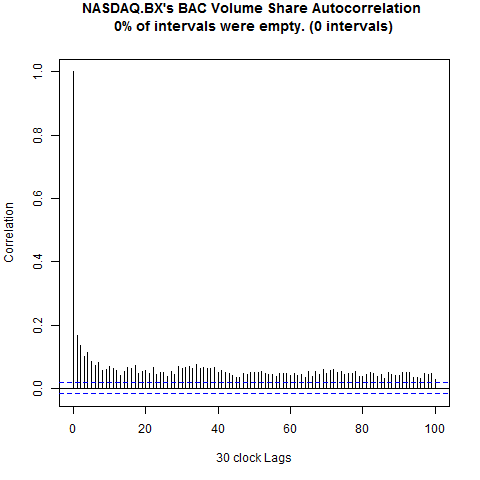 NASDAQ.BX's BAC Volume Share Autocorrelation
0% of intervals were empty. (0 intervals)
1.0
0.8
0.6
0.4
0.2
0.0
Correlation
0 20 40 60 80 100
30 clock Lags